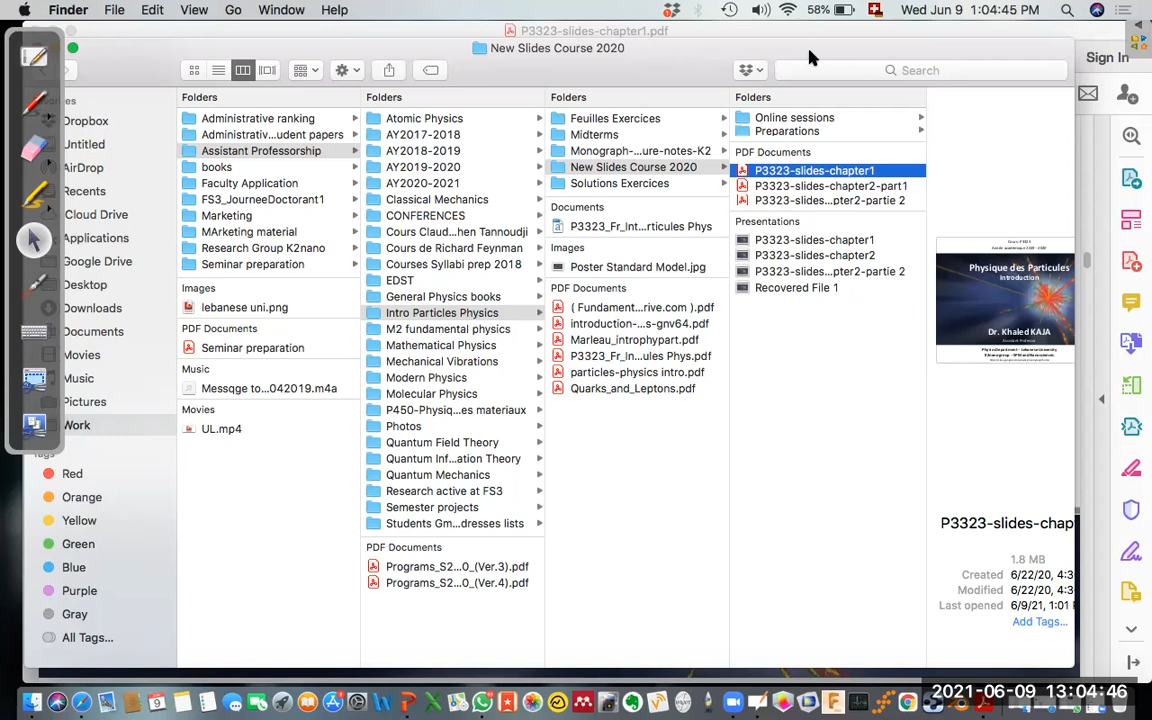 Finder File Edit View Go Window Help
58% Wed Jun 9 1:04:45 PM
P3323-slides-chapter1.pdf
New Slides Course 2020
Search
Sign In
Dropbox
Untitled
AirDrop
Recents
Cloud Drive
Applications
Google Drive
Desktop
Downloads
Documents
Movies
Music
Pictures
Work
Tags
Red
Orange
Yellow
Green
Blue
Purple
Gray
All Tags...
Folders
Administrative ranking
Administrativ...udent papers
Assistant Professorship
books
Faculty Application
FS3_JourneeDoctorant1
Marketing
MArketing material
Research Group K2nano
Seminar preparation
Images
lebanese uni.png
PDF Documents
Seminar preparation
Music
Messqge to...042019.m4a
Movies
UL.mp4
Folders
Atomic Physics
AY2017-2018
AY2018-2019
AY2019-2020
AY2020-2021
Classical Mechanics
CONFERENCES
Cours Claud...hen Tannoudji
Cours de Richard Feynman
Courses Syllabi prep 2018
EDST
General Physics books
Intro Particles Physics
M2 fundamental physics
Mathematical Physics
Mechanical Vibrations
Modern Physics
Molecular Physics
P450-Physiq...es materiaux
Photos
Quantum Field Theory
Quantum Inf...ation Theory
Quantum Mechanics
Research active at FS3
Semester projects
Students Gm...dresses lists
PDF Documents
Programs_S2...0_(Ver.3).pdf
Programs_S2...0_(Ver.4).pdf
Folders
Feuilles Exercices
Midterms
Monograph-...ure-notes-K2
New Slides Course 2020
Solutions Exercices
Documents
P3323_Fr_Int...rticules Phys
Images
Poster Standard Model.jpg
PDF Documents
( Fundament...rive.com ).pdf
introduction-...s-gnv64.pdf
Marleau_introphypart.pdf
P3323_Fr_In...ules Phys.pdf
particles-physics intro.pdf
Quarks_and_Leptons.pdf
Folders
Online sessions
Preparations
PDF Documents
P3323-slides-chapter1
P3323-slides-chapter2-part1
P3323-slides...pter2-partie 2
Presentations
P3323-slides-chapter1
P3323-slides-chapter2
P3323-slides...pter2-partie 2
Recovered File 1
Physique des Particules
Introduction
Dr. Khaled KAJA
P3323-slides-chap
1.8 MB
Created 6/22/20, 4:3
Modified 6/22/20, 4:3
Last opened 6/9/21, 1:01
Add Tags...
2021-06-09 13:04:46